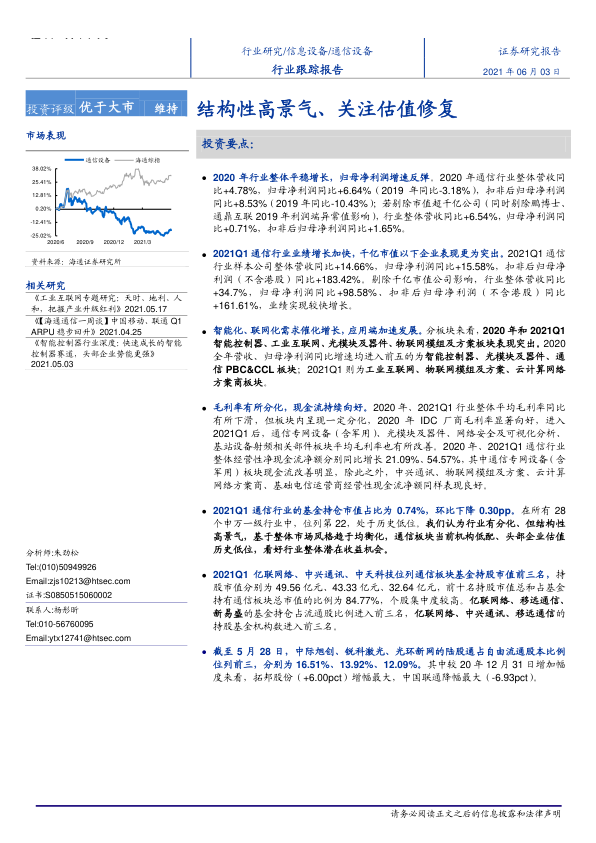 行业研究/信息设备/通信设备
证券研究报告
行业跟踪报告
2021 年 06 月 03 日
投资评级 优于大市 维持
市场表现
通信设备 海通综指
38.02%
25.41%
12.81%
-0.20%
-12.41%
-25.02%
2020/6 2020/9 2020/12 2021/3
资料来源：海通证券研究所
相关研究
《工业互联网专题研究：天时、地利、人
和，把握产业升级红利》2021.05.17
《【海通通信一周谈】中国移动，联通 Q1
ARPU 稳步回升》2021.04.25
《智能控制器行业深度：快速成长的智能
控制器赛道，头部企业势能更强》
2021.05.03
分析师:朱劲松
Tel:(010)50949926
Email:zjs10213@htsec.com
证书:S0850515060002
联系人:杨彤昕
Tel:010-56760095
Email:ytx12741@htsec.com
结构性高景气、关注估值修复
投资要点：
● 2020 年行业整体平稳增长，归母净利润增速反弹。2020 年通信行业整体营收同
比+4.78%，归母净利润同比+6.64%（2019 年同比-3.18%），扣非后归母净利润
同比+8.53%（2019 年同比-10.43%）；若剔除市值超千亿公司（同时剔除鹏博士、
通鼎互联 2019 年利润端异常值影响），行业整体营收同比+6.54%，归母净利润同
比+0.71%，扣非后归母净利润同比+1.65%。
● 2021Q1 通信行业业绩增长加快，千亿市值以下企业表现更为突出。2021Q1 通信
行业样本公司整体营收同比+14.66%，归母净利润同比+15.58%，扣非后归母净
利润（不含港股）同比+183.42%。剔除千亿市值公司影响，行业整体营收同比
+34.7%，归母净利润同比+98.58%、扣非后归母净利润（不含港股）同比
+161.61%，业绩实现较快增长。
● 智能化、联网化需求催化增长，应用端加速发展。分板块来看，2020 年和 2021Q1
智能控制器、工业互联网、光模块及器件、物联网模组及方案板块表现突出。2020
全年营收、归母净利润同比增速均进入前五的为智能控制器、光模块及器件、通
信 PBC&CCL 板块；2021Q1 则为工业互联网、物联网模组及方案、云计算网络
方案商板块。
● 毛利率有所分化，现金流持续向好。2020 年、2021Q1 行业整体平均毛利率同比
有所下滑，但板块内呈现一定分化，2020 年 IDC 厂商毛利率显著向好，进入
2021Q1 后，通信专网设备（含军用），光模块及器件、网络安全及可视化分析、
基站设备射频相关部件板块平均毛利率也有所改善。2020 年、2021Q1 通信行业
整体经营性净现金流净额分别同比增长 21.09%、54.57%，其中通信专网设备（含
军用）板块现金流改善明显，除此之外，中兴通讯、物联网模组及方案、云计算
网络方案商、基础电信运营商经营性现金流净额同样表现良好。
● 2021Q1 通信行业的基金持仓市值占比为 0.74%，环比下降 0.30pp。在所有 28
个申万一级行业中，位列第 22，处于历史低位。我们认为行业有分化、但结构性
高景气，基于整体市场风格处于均衡化，通信板块当前机构低配、头部企业估值
历史低位，看好行业整体潜在收益机会。
● 2021Q1 亿联网络、中兴通讯、中天科技位列通信板块基金持股市值前三名，持
股市值分别为 49.56 亿元、43.33 亿元、32.64 亿元，前十名持股市值总和占基金
持有通信板块总市值的比例为 84.77%，个股集中度较高。亿联网络、移远通信、
新易盛的基金持仓占流通股比例进入前三名，亿联网络、中兴通讯、移远通信的
持股基金机构数进入前三名。
● 截至 5 月 28 日，中际旭创、锐科激光、光环新网的陆股通占自由流通股本比例
位列前三，分别为 16.51%、13.92%、12.09%。其中较 20 年 12 月 31 日增加幅
度来看，拓邦股份（+6.00pct）增幅最大，中国联通降幅最大（-6.93pct）。
请务必阅读正文之后的信息披露和法律声明